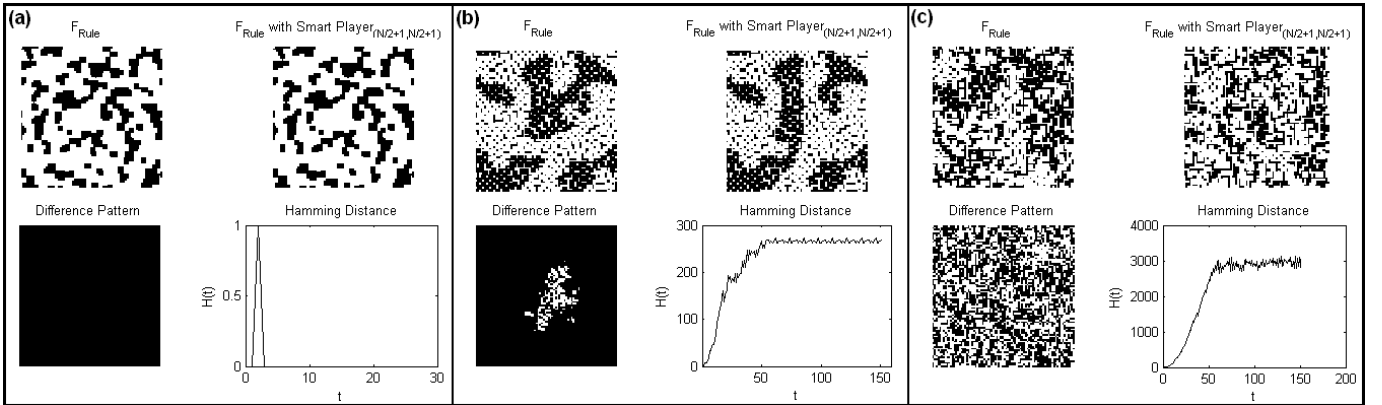 (a)
F_Rule
F_Rule with Smart Player_(N/2+1,N/2+1)
Difference Pattern
Hamming Distance
H(t)
1
0.5
0
0
10
20
30
t
(b)
F_Rule
F_Rule with Smart Player_(N/2+1,N/2+1)
Difference Pattern
Hamming Distance
H(t)
300
200
100
0
50
100
150
t
(c)
F_Rule
F_Rule with Smart Player_(N/2+1,N/2+1)
Difference Pattern
Hamming Distance
H(t)
4000
3000
2000
1000
0
0
50
100
150
200
t